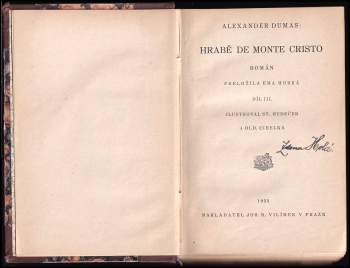 ALEXANDER DUMAS:
HRABĚ DE MONTE CRISTO
ROMÁN
PŘELOŽILA EMA HORKÁ
DÍL III.
ILUSTROVAL ST. HUDEČEK
A OLD. CIHELKA
Zdena
NAKLADATEL JOS. R. VILÍMEK V PRAZE